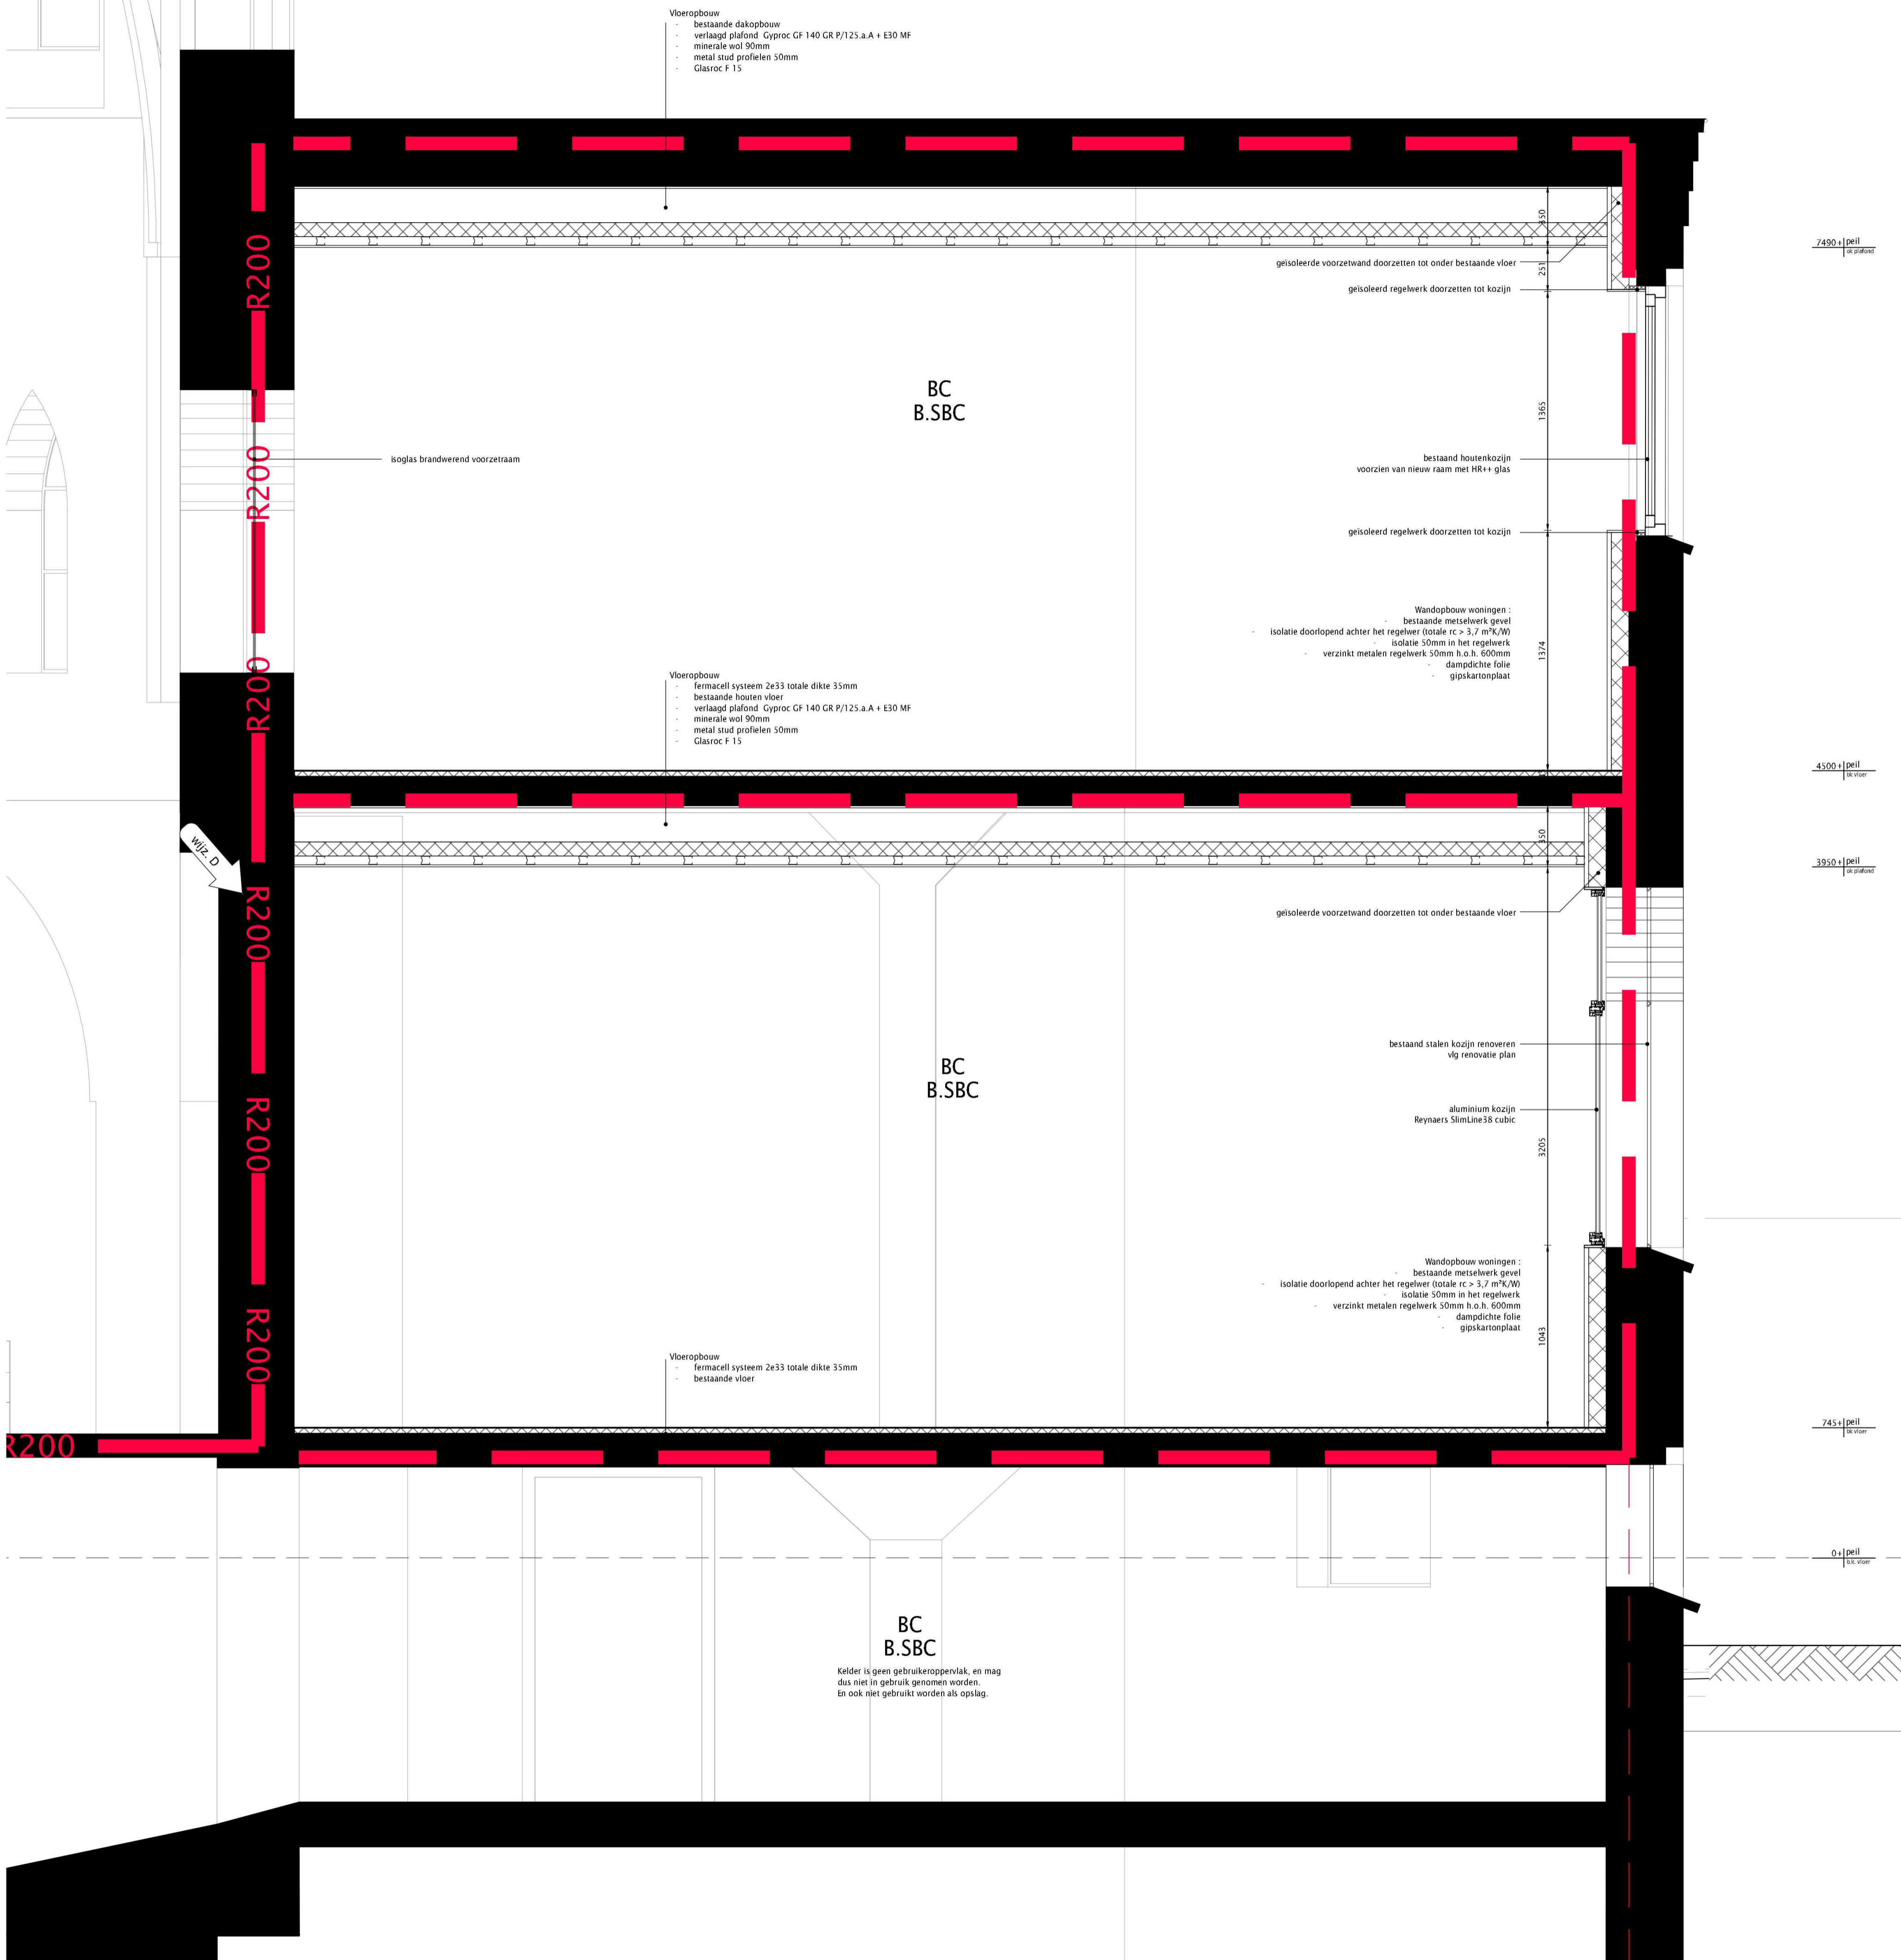 Vloeropbouw
- bestaande dakopbouw
- verlaagd plafond Gyproc GF 140 GR P/125.a.A + E30 MF
- minerale wol 90mm
- metal stud profielen 50mm
- Glasroc F 15
350
7490+ peil
ok plafond
R200
251
geïsoleerde voorzetwand doorzetten tot onder bestaande vloer
geïsoleerd regelwerk doorzetten tot kozijn
BC
B.SBC
1365
isoglas brandwerend voorzetraam
R200
bestaand houtenkozijn
voorzien van nieuw raam met HR++ glas
geïsoleerd regelwerk doorzetten tot kozijn
Wandopbouw woningen :
- bestaande metselwerk gevel
- isolatie doorlopend achter het regelwer (totale rc > 3,7 m²K/W)
- isolatie 50mm in het regelwerk
- verzinkt metalen regelwerk 50mm h.o.h. 600mm
- dampdichte folie
- gipskartonplaat
1374
R200
Vloeropbouw
- fermacell systeem 2e33 totale dikte 35mm
- bestaande houten vloer
- verlaagd plafond Gyproc GF 140 GR P/125.a.A + E30 MF
- minerale wol 90mm
- metal stud profielen 50mm
- Glasroc F 15
4500+ peil
bk vloer
350
wijz. D
3950+ peil
ok plafond
R200
geïsoleerde voorzetwand doorzetten tot onder bestaande vloer
bestaand stalen kozijn renoveren
vlg renovatie plan
BC
B.SBC
aluminium kozijn
Reynaers SlimLine38 cubic
R200
3205
Wandopbouw woningen :
- bestaande metselwerk gevel
- isolatie doorlopend achter het regelwer (totale rc > 3,7 m²K/W)
- isolatie 50mm in het regelwerk
- verzinkt metalen regelwerk 50mm h.o.h. 600mm
- dampdichte folie
- gipskartonplaat
1043
R200
Vloeropbouw
- fermacell systeem 2e33 totale dikte 35mm
- bestaande vloer
745+ peil
bk vloer
R200
0+ peil
b.k. vloer
BC
B.SBC
Kelder is geen gebruikeroppervlak, en mag
dus niet in gebruik genomen worden.
En ook niet gebruikt worden als opslag.